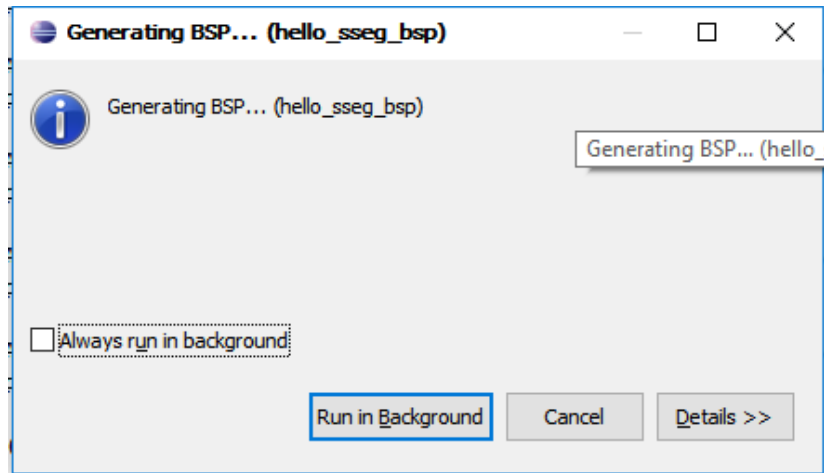 Generating BSP... (hello_sseg_bsp)
Generating BSP... (hello_sseg_bsp)
Generating BSP... (hello_
Always run in background
Run in Background Cancel Details >>